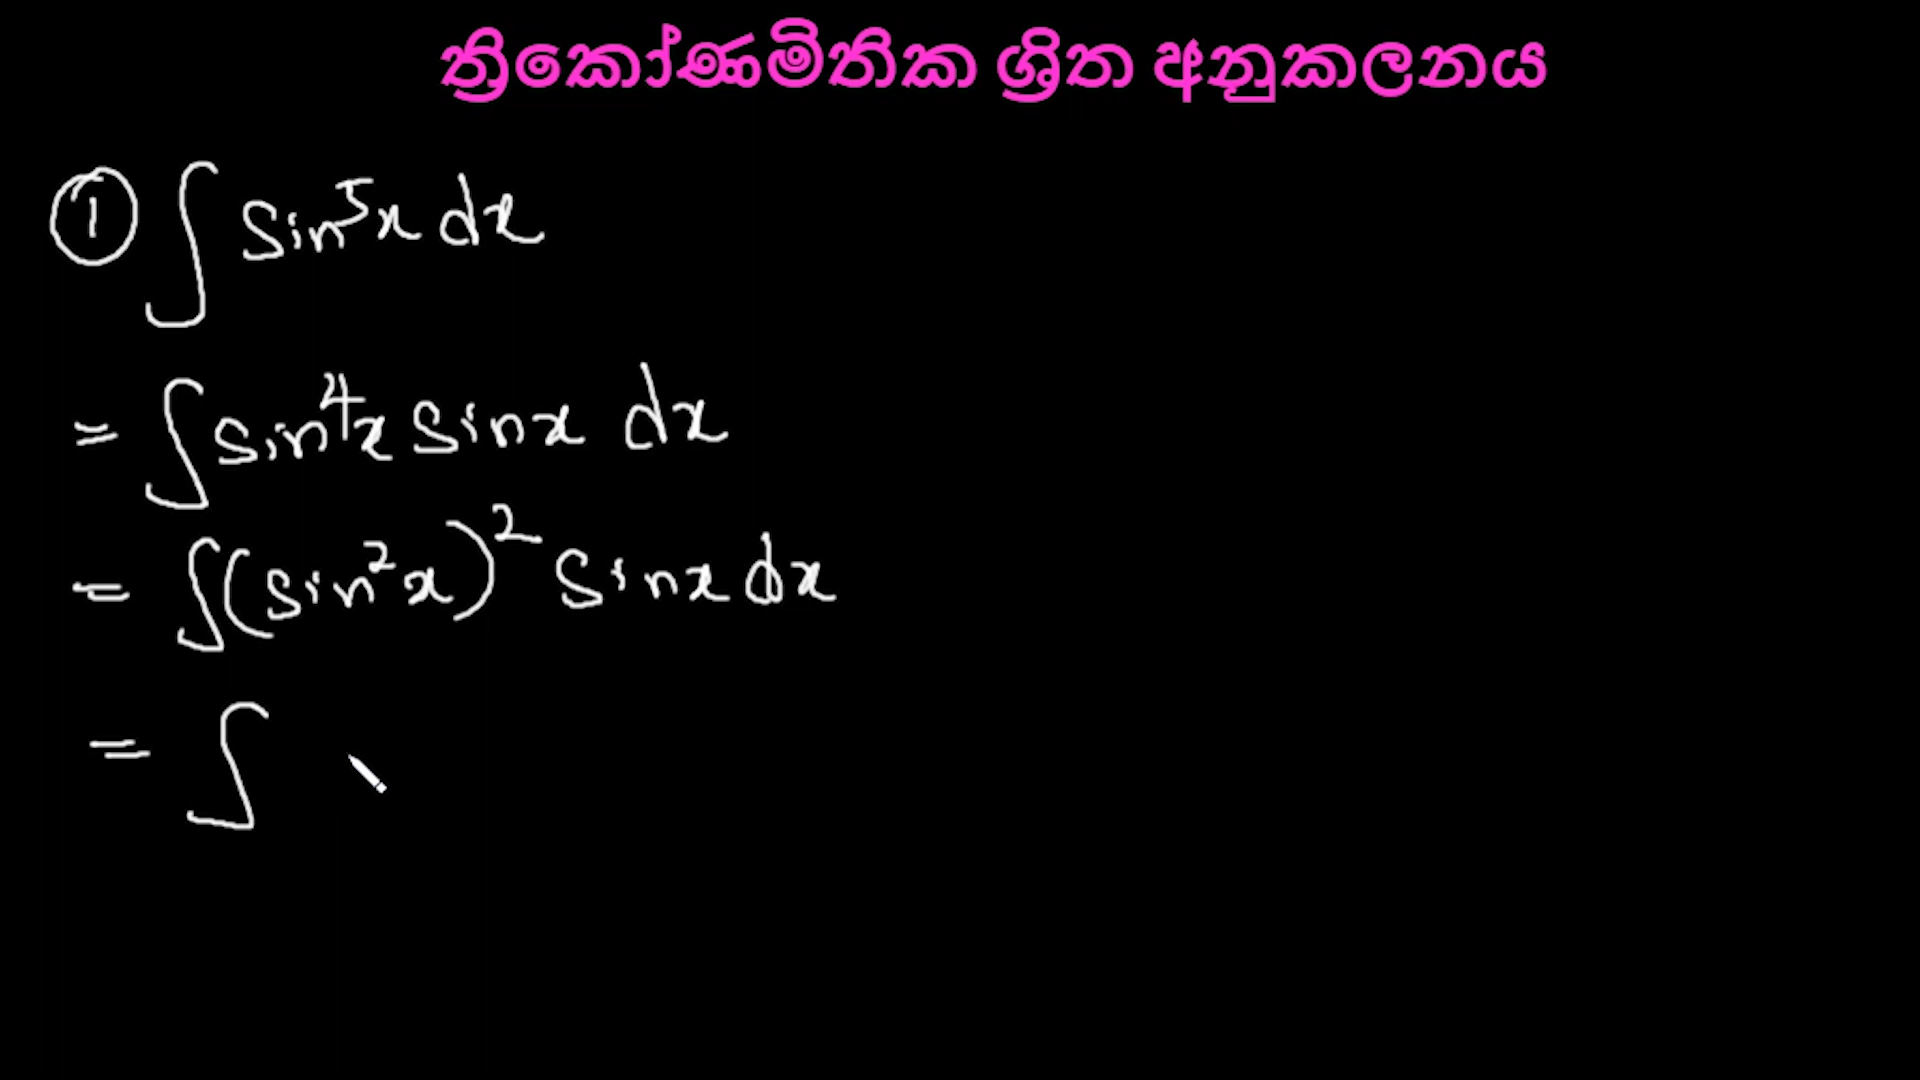 ත්‍රිකෝණමිතික ශ්‍රිත අනුකලනය
① ∫ sin⁵x dx
= ∫ sin⁴x sinx dx
= ∫ (sin²x)² sinx dx
= ∫